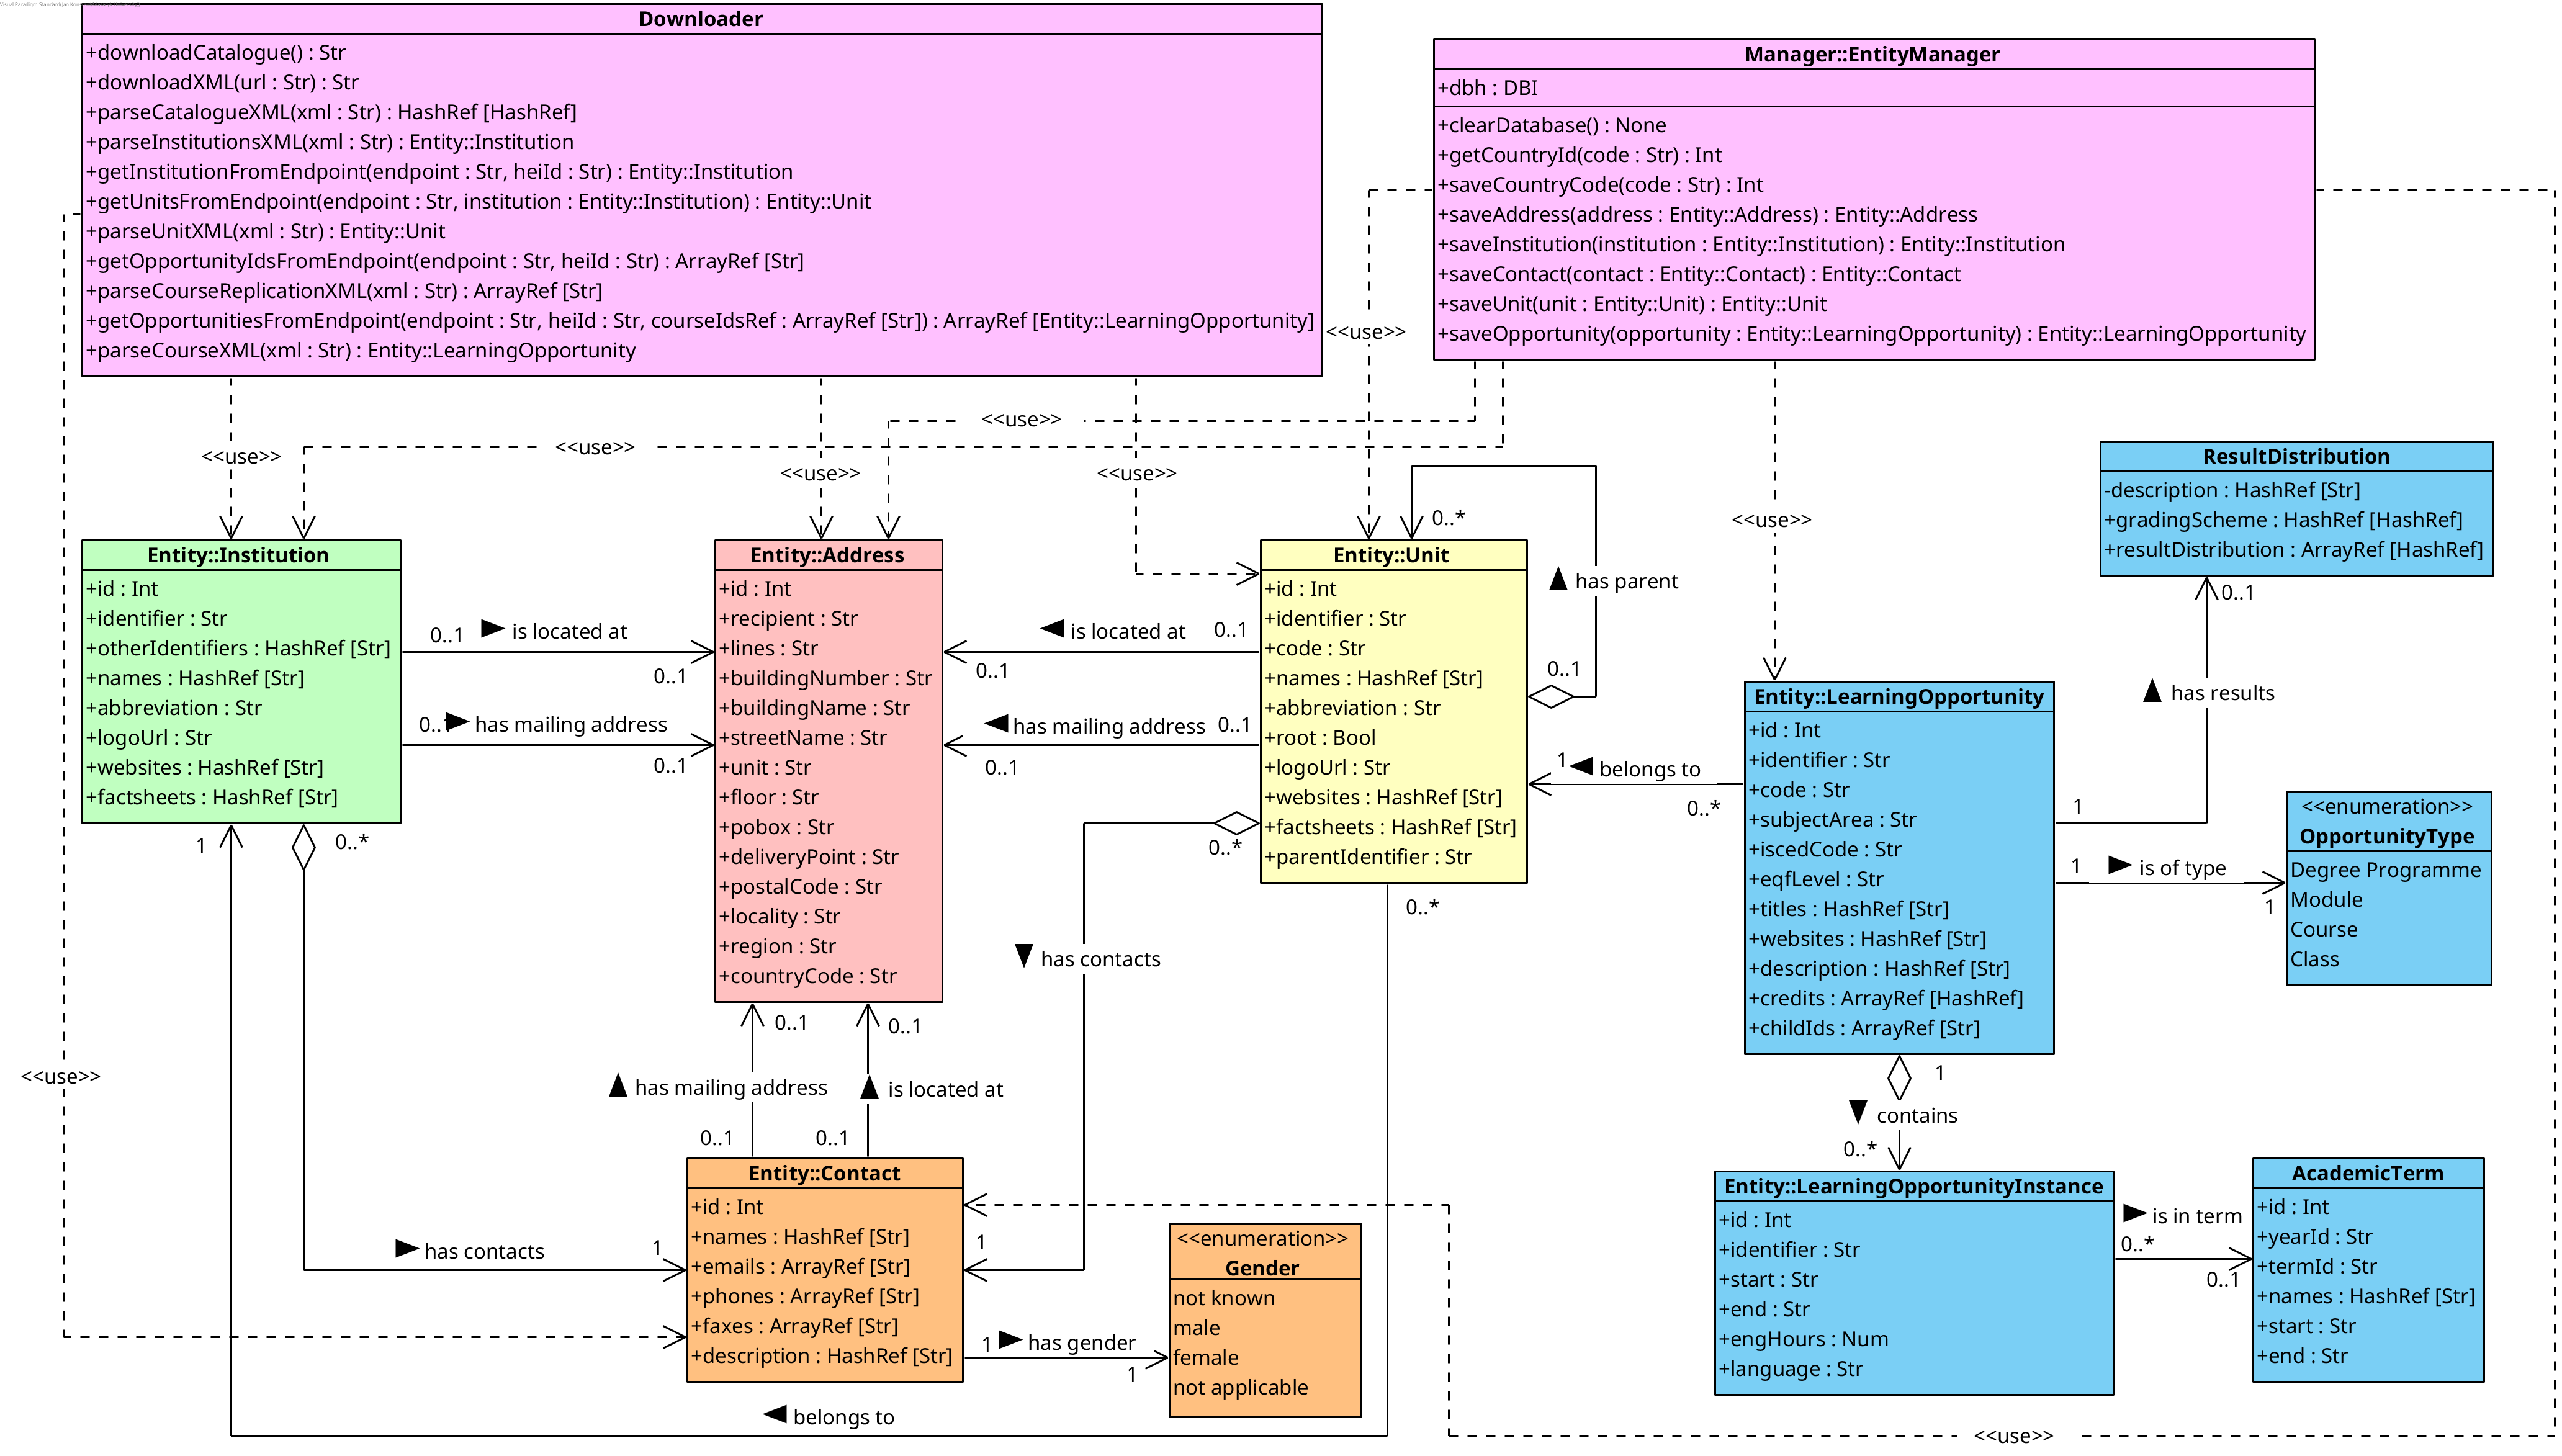 Downloader
+downloadCatalogue() : Str
+downloadXML(url : Str) : Str
+parseCatalogueXML(xml : Str) : HashRef [HashRef]
+parseInstitutionsXML(xml : Str) : Entity::Institution
+getInstitutionFromEndpoint(endpoint : Str, heiId : Str) : Entity::Institution
+getUnitsFromEndpoint(endpoint : Str, institution : Entity::Institution) : Entity::Unit
+parseUnitXML(xml : Str) : Entity::Unit
+getOpportunityIdsFromEndpoint(endpoint : Str, heiId : Str) : ArrayRef [Str]
+parseCourseReplicationXML(xml : Str) : ArrayRef [Str]
+getOpportunitiesFromEndpoint(endpoint : Str, heiId : Str, courseIdsRef : ArrayRef [Str]) : ArrayRef [Entity::LearningOpportunity]
+parseCourseXML(xml : Str) : Entity::LearningOpportunity
Manager::EntityManager
+dbh : DBI
+clearDatabase() : None
+getCountryId(code : Str) : Int
+saveCountryCode(code : Str) : Int
+saveAddress(address : Entity::Address) : Entity::Address
+saveInstitution(institution : Entity::Institution) : Entity::Institution
+saveContact(contact : Entity::Contact) : Entity::Contact
+saveUnit(unit : Entity::Unit) : Entity::Unit
+saveOpportunity(opportunity : Entity::LearningOpportunity) : Entity::LearningOpportunity
<<use>>
<<use>>
<<use>>
<<use>>
<<use>>
<<use>>
<<use>>
ResultDistribution
-description : HashRef [Str]
+gradingScheme : HashRef [HashRef]
+resultDistribution : ArrayRef [HashRef]
0..1
has results
1
Entity::Institution
+id : Int
+identifier : Str
+otherIdentifiers : HashRef [Str]
+names : HashRef [Str]
+abbreviation : Str
+logoUrl : Str
+websites : HashRef [Str]
+factsheets : HashRef [Str]
0..1
is located at
0..1
0..1
has mailing address
0..1
Entity::Address
+id : Int
+recipient : Str
+lines : Str
+buildingNumber : Str
+buildingName : Str
+streetName : Str
+unit : Str
+floor : Str
+pobox : Str
+deliveryPoint : Str
+postalCode : Str
+locality : Str
+region : Str
+countryCode : Str
is located at
0..1
0..1
has mailing address
0..1
0..1
Entity::Unit
+id : Int
+identifier : Str
+code : Str
+names : HashRef [Str]
+abbreviation : Str
+root : Bool
+logoUrl : Str
+websites : HashRef [Str]
+factsheets : HashRef [Str]
+parentIdentifier : Str
0..*
has parent
0..1
1
belongs to
0..*
Entity::LearningOpportunity
+id : Int
+identifier : Str
+code : Str
+subjectArea : Str
+iscedCode : Str
+eqfLevel : Str
+titles : HashRef [Str]
+websites : HashRef [Str]
+description : HashRef [Str]
+credits : ArrayRef [HashRef]
+childIds : ArrayRef [Str]
1
is of type
1
<<enumeration>>
OpportunityType
Degree Programme
Module
Course
Class
1
0..*
0..*
has contacts
0..*
0..1
0..1
has mailing address
is located at
0..1
0..1
<<use>>
1
contains
0..*
Entity::Contact
+id : Int
+names : HashRef [Str]
+emails : ArrayRef [Str]
+phones : ArrayRef [Str]
+faxes : ArrayRef [Str]
+description : HashRef [Str]
has contacts
1
1
1
has gender
1
<<enumeration>>
Gender
not known
male
female
not applicable
Entity::LearningOpportunityInstance
+id : Int
+identifier : Str
+start : Str
+end : Str
+engHours : Num
+language : Str
is in term
0..*
0..1
AcademicTerm
+id : Int
+yearId : Str
+termId : Str
+names : HashRef [Str]
+start : Str
+end : Str
belongs to
<<use>>